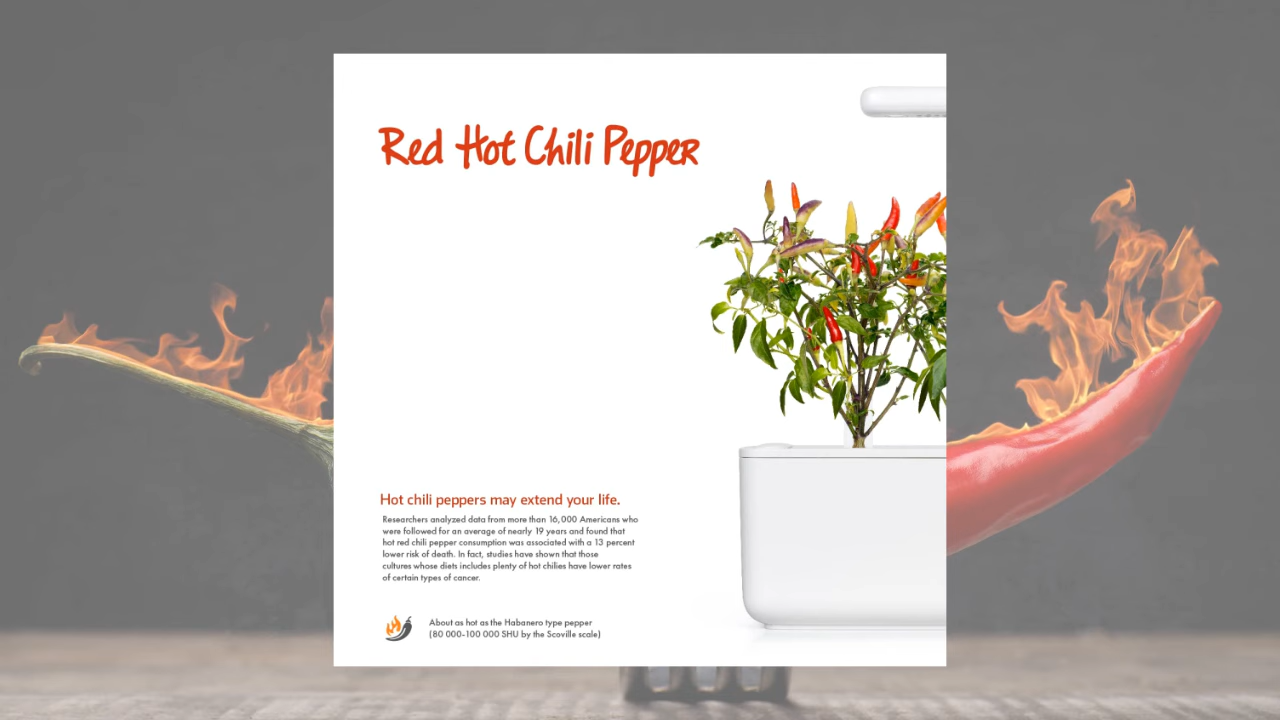 Red Hot Chili Pepper
Hot chili peppers may extend your life.
Researchers analyzed data from more than 16,000 Americans who
were followed for an average of nearly 19 years and found that
hot red chili pepper consumption was associated with a 13 percent
lower risk of death. In fact, studies have shown that those
cultures whose diets includes plenty of hot chilies have lower rates
of certain types of cancer.
About as hot as the Habanero type pepper
(80 000-100 000 SHU by the Scoville scale)